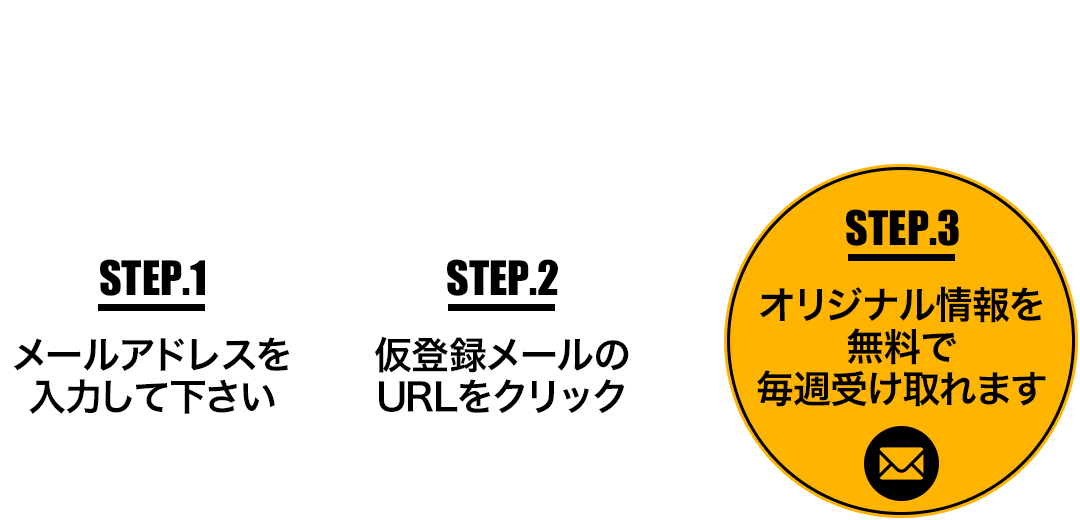 STEP.1
メールアドレスを
入力して下さい
STEP.2
仮登録メールの
URLをクリック
STEP.3
オリジナル情報を
無料で
毎週受け取れます